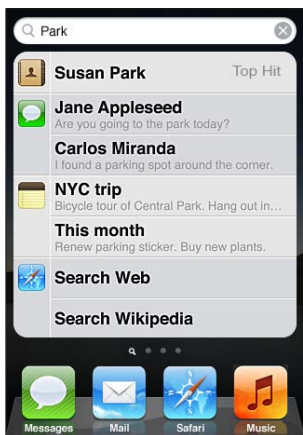 Park
Susan Park Top Hit
Jane Appleseed
Are you going to the park today?
Carlos Miranda
I found a parking spot around the corner.
NYC trip
Bicycle tour of Central Park. Hang out in...
This month
Renew parking sticker. Buy new plants.
Search Web
Search Wikipedia
Messages Mail Safari Music